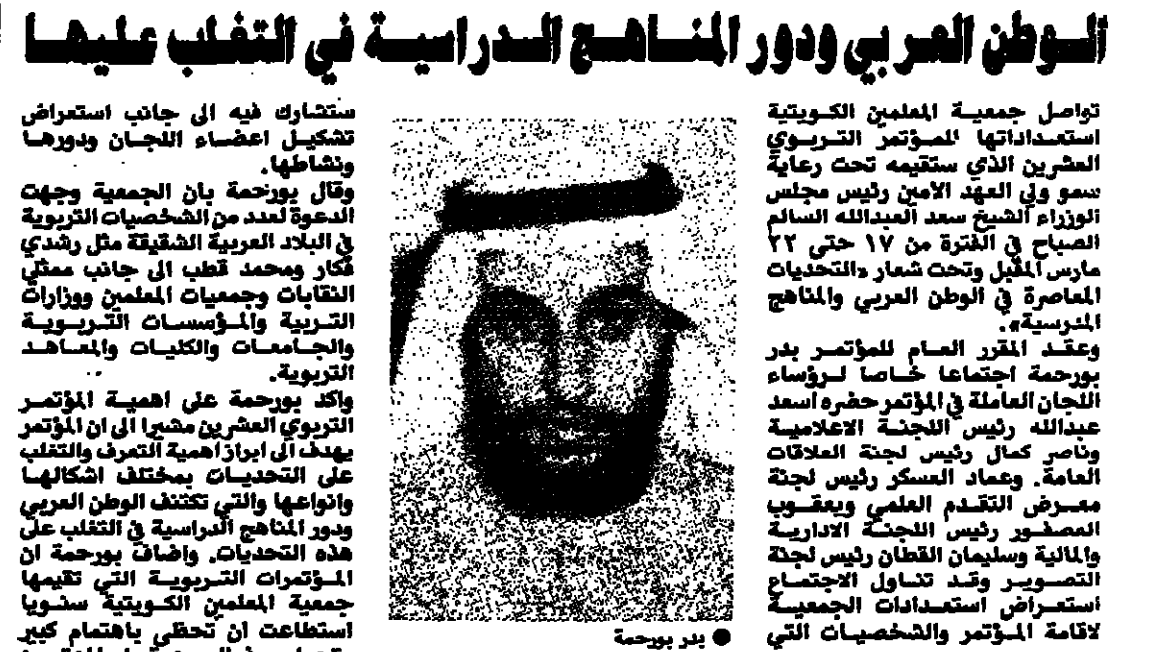 الوطن العربي ودور المناهج الدراسية في التغلب عليها
تواصل جمعية المعلمين الكويتية
استعداداتها للمؤتمر التربوي
العشرين الذي ستقيمه تحت رعاية
سمو ولي العهد الامين رئيس مجلس
الوزراء الشيخ سعد العبدالله السالم
الصباح في الفترة من ١٧ حتى ٢٢
مارس المقبل وتحت شعار «التحديات
المعاصرة في الوطن العربي والمناهج
المدرسية».
وعقد المقرر العام للمؤتمر بدر
بورحمة اجتماعا خاصا لرؤساء
اللجان العاملة في المؤتمر حضره اسعد
عبدالله رئيس اللجنة الاعلامية
وناصر كمال رئيس لجنة العلاقات
العامة. وعماد العسكر رئيس لجنة
معرض التقدم العلمي ويعقوب
العصفور رئيس اللجنة الادارية
والمالية وسليمان القطان رئيس لجنة
التصوير وقد تناول الاجتماع
استعراض استعدادات الجمعية
لاقامة المؤتمر والشخصيات التي
● بدر بورحمة
ستشارك فيه الى جانب استعراض
تشكيل اعضاء اللجان ودورها
ونشاطها.
وقال بورحمة بان الجمعية وجهت
الدعوة لعدد من الشخصيات التربوية
في البلاد العربية الشقيقة مثل رشدي
فكار ومحمد قطب الى جانب ممثلي
النقابات وجمعيات المعلمين ووزارات
التربية والمؤسسات التربوية
والجامعات والكليات والمعاهد
التربوية.
واكد بورحمة على اهمية المؤتمر
التربوي العشرين مشيرا الى ان المؤتمر
يهدف الى ابراز اهمية التعرف والتغلب
على التحديات بمختلف اشكالها
وانواعها والتي تكتنف الوطن العربي
ودور المناهج الدراسية في التغلب على
هذه التحديات. واضاف بورحمة ان
المؤتمرات التربوية التي تقيمها
جمعية المعلمين الكويتية سنويا
استطاعت ان تحظى باهتمام كبير